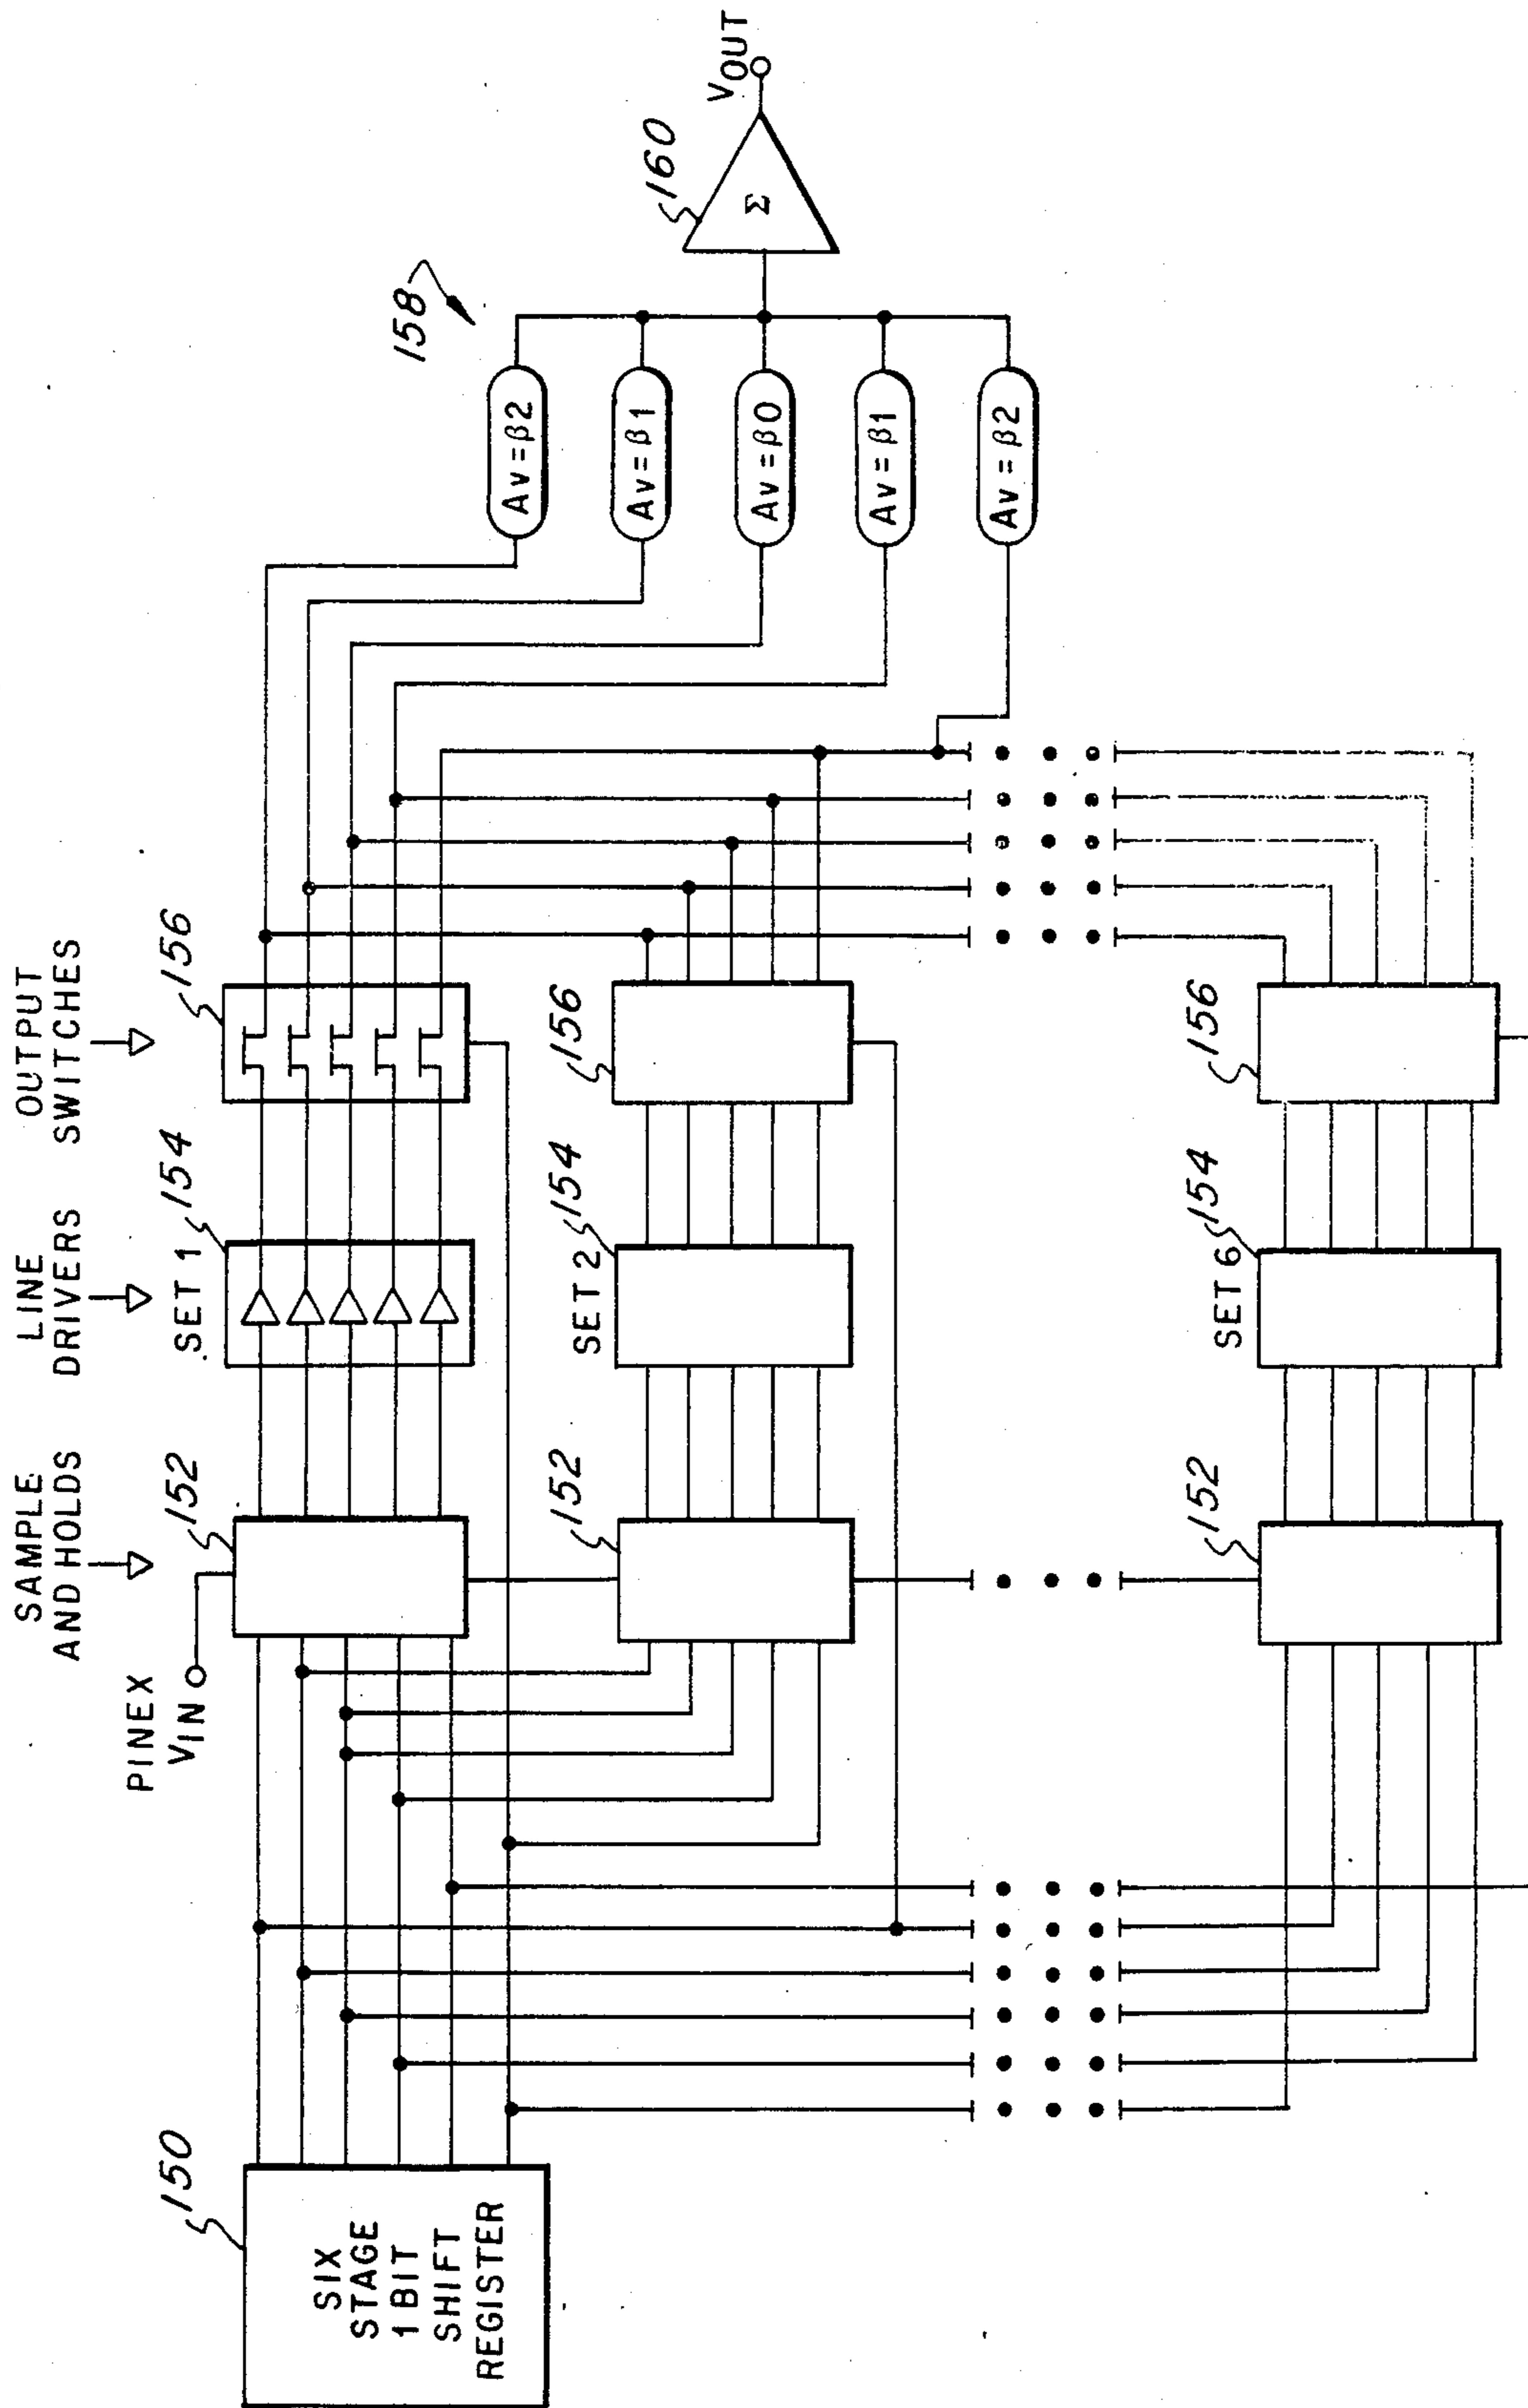 SAMPLE
AND HOLDS
LINE
DRIVERS
OUTPUT
SWITCHES
PINEX
VIN
152
SET 1
154
156
158
160
VOUT
Σ
Av=β2
Av=β1
Av=β0
Av=β1
Av=β2
150
SIX
STAGE
1 BIT
SHIFT
REGISTER
152
SET 2
154
156
152
SET 6
154
156